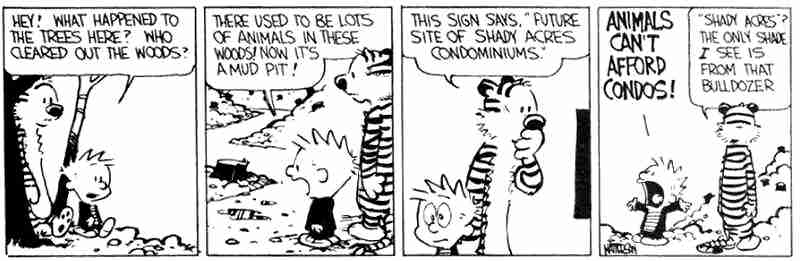 HEY! WHAT HAPPENED TO
THE TREES HERE? WHO
CLEARED OUT THE WOODS?
THERE USED TO BE LOTS
OF ANIMALS IN THESE
WOODS! NOW IT'S
A MUD PIT!
THIS SIGN SAYS, "FUTURE
SITE OF SHADY ACRES
CONDOMINIUMS."
ANIMALS
CAN'T
AFFORD
CONDOS!
"SHADY ACRES"?
THE ONLY SHADE
I SEE IS
FROM THAT
BULLDOZER